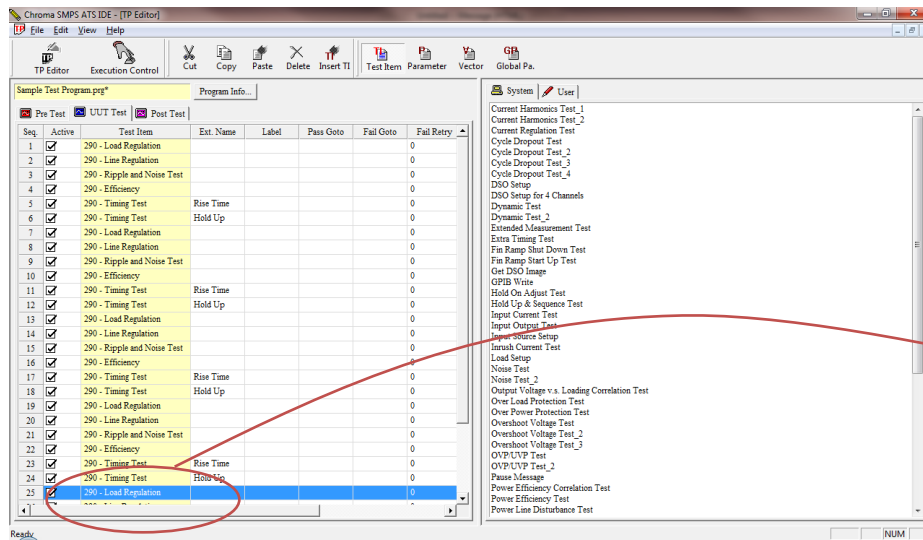 Chroma SMPS ATS IDE - [TP Editor]
File Edit View Help
TP Editor Execution Control Cut Copy Paste Delete Insert TI Test Item Parameter Vector Global Pa.
Sample Test Program.prg* Program Info...
Pre Test UUT Test Post Test
Seq. Active Test Item Ext. Name Label Pass Goto Fail Goto Fail Retry
1 290 - Load Regulation 0
2 290 - Line Regulation 0
3 290 - Ripple and Noise Test 0
4 290 - Efficiency 0
5 290 - Timing Test Rise Time 0
6 290 - Timing Test Hold Up 0
7 290 - Load Regulation 0
8 290 - Line Regulation 0
9 290 - Ripple and Noise Test 0
10 290 - Efficiency 0
11 290 - Timing Test Rise Time 0
12 290 - Timing Test Hold Up 0
13 290 - Load Regulation 0
14 290 - Line Regulation 0
15 290 - Ripple and Noise Test 0
16 290 - Efficiency 0
17 290 - Timing Test Rise Time 0
18 290 - Timing Test Hold Up 0
19 290 - Load Regulation 0
20 290 - Line Regulation 0
21 290 - Ripple and Noise Test 0
22 290 - Efficiency 0
23 290 - Timing Test Rise Time 0
24 290 - Timing Test Hold Up 0
25 290 - Load Regulation 0
System User
Current Harmonics Test_1
Current Harmonics Test_2
Current Regulation Test
Cycle Dropout Test
Cycle Dropout Test_2
Cycle Dropout Test_3
Cycle Dropout Test_4
DSO Setup
DSO Setup for 4 Channels
Dynamic Test
Dynamic Test_2
Extended Measurement Test
Extra Timing Test
Fin Ramp Shut Down Test
Fin Ramp Start Up Test
Get DSO Image
GPIB Write
Hold On Adjust Test
Hold Up & Sequence Test
Input Current Test
Input Output Test
Input Source Setup
Inrush Current Test
Load Setup
Noise Test
Noise Test_2
Output Voltage v.s. Loading Correlation Test
Over Load Protection Test
Over Power Protection Test
Overshoot Voltage Test
Overshoot Voltage Test_2
Overshoot Voltage Test_3
OVP/UVP Test
OVP/UVP Test_2
Pause Message
Power Efficiency Correlation Test
Power Efficiency Test
Power Line Disturbance Test
Ready NUM